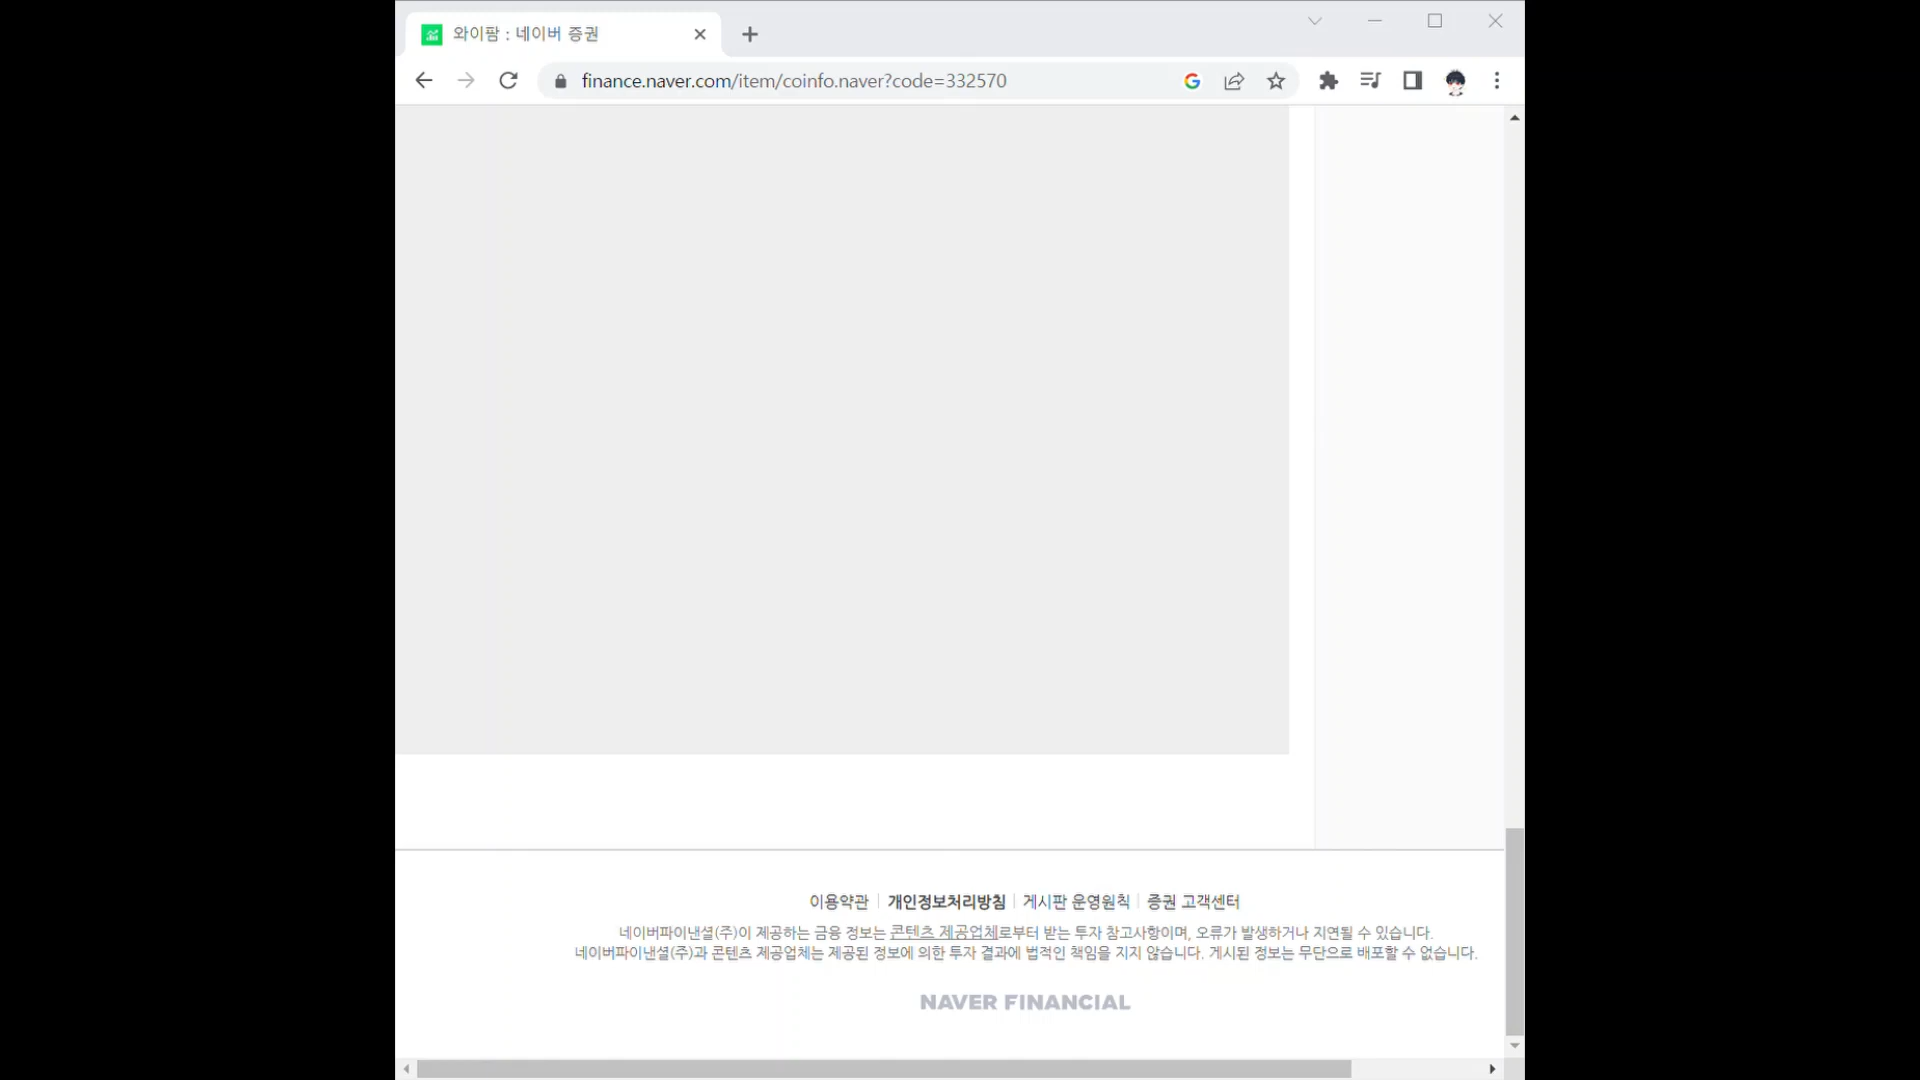 와이팜 : 네이버 증권
finance.naver.com/item/coinfo.naver?code=332570
이용약관 개인정보처리방침 게시판 운영원칙 증권 고객센터
네이버파이낸셜(주)이 제공하는 금융 정보는 콘텐츠 제공업체로부터 받는 투자 참고사항이며, 오류가 발생하거나 지연될 수 있습니다.
네이버파이낸셜(주)과 콘텐츠 제공업체는 제공된 정보에 의한 투자 결과에 법적인 책임을 지지 않습니다. 게시된 정보는 무단으로 배포할 수 없습니다.
NAVER FINANCIAL